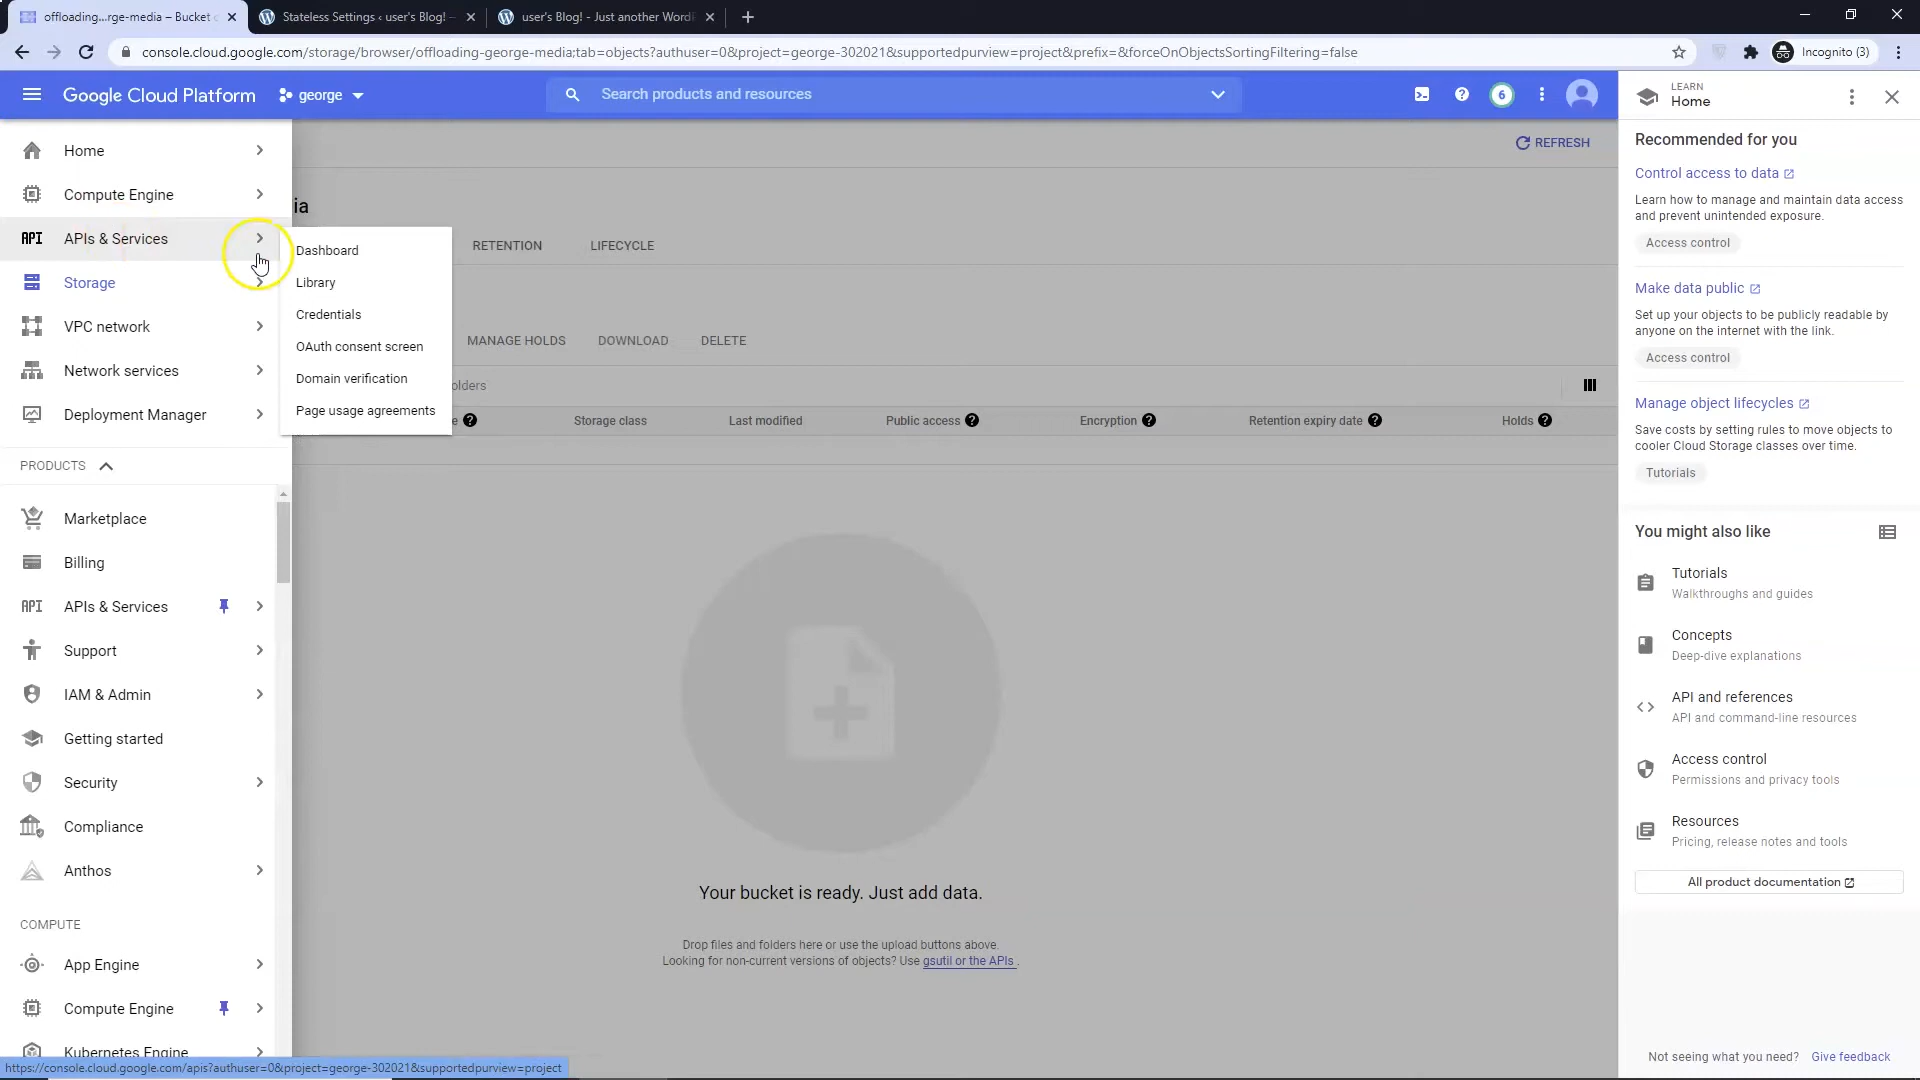 offloading...rge-media – Bucket
Stateless Settings ‹ user's Blog! —
user's Blog! - Just another Word
console.cloud.google.com/storage/browser/offloading-george-media;tab=objects?authuser=0&project=george-302021&supportedpurview=project&prefix=&forceOnObjectsSortingFiltering=false
Incognito (3)
Google Cloud Platform
george
Search products and resources
6
LEARN
Home
Home
Compute Engine
API
APIs & Services
Storage
VPC network
Network services
Deployment Manager
PRODUCTS
Marketplace
Billing
API
APIs & Services
Support
IAM & Admin
Getting started
Security
Compliance
Anthos
COMPUTE
App Engine
Compute Engine
Kubernetes Engine
https://console.cloud.google.com/apis?authuser=0&project=george-302021&supportedpurview=project
Dashboard
Library
Credentials
OAuth consent screen
Domain verification
Page usage agreements
REFRESH
ia
RETENTION
LIFECYCLE
MANAGE HOLDS
DOWNLOAD
DELETE
olders
e
Storage class
Last modified
Public access
Encryption
Retention expiry date
Holds
Your bucket is ready. Just add data.
Drop files and folders here or use the upload buttons above.
Looking for non-current versions of objects? Use gsutil or the APIs .
Recommended for you
Control access to data
Learn how to manage and maintain data access
and prevent unintended exposure.
Access control
Make data public
Set up your objects to be publicly readable by
anyone on the internet with the link.
Access control
Manage object lifecycles
Save costs by setting rules to move objects to
cooler Cloud Storage classes over time.
Tutorials
You might also like
Tutorials
Walkthroughs and guides
Concepts
Deep-dive explanations
API and references
API and command-line resources
Access control
Permissions and privacy tools
Resources
Pricing, release notes and tools
All product documentation
Not seeing what you need? Give feedback